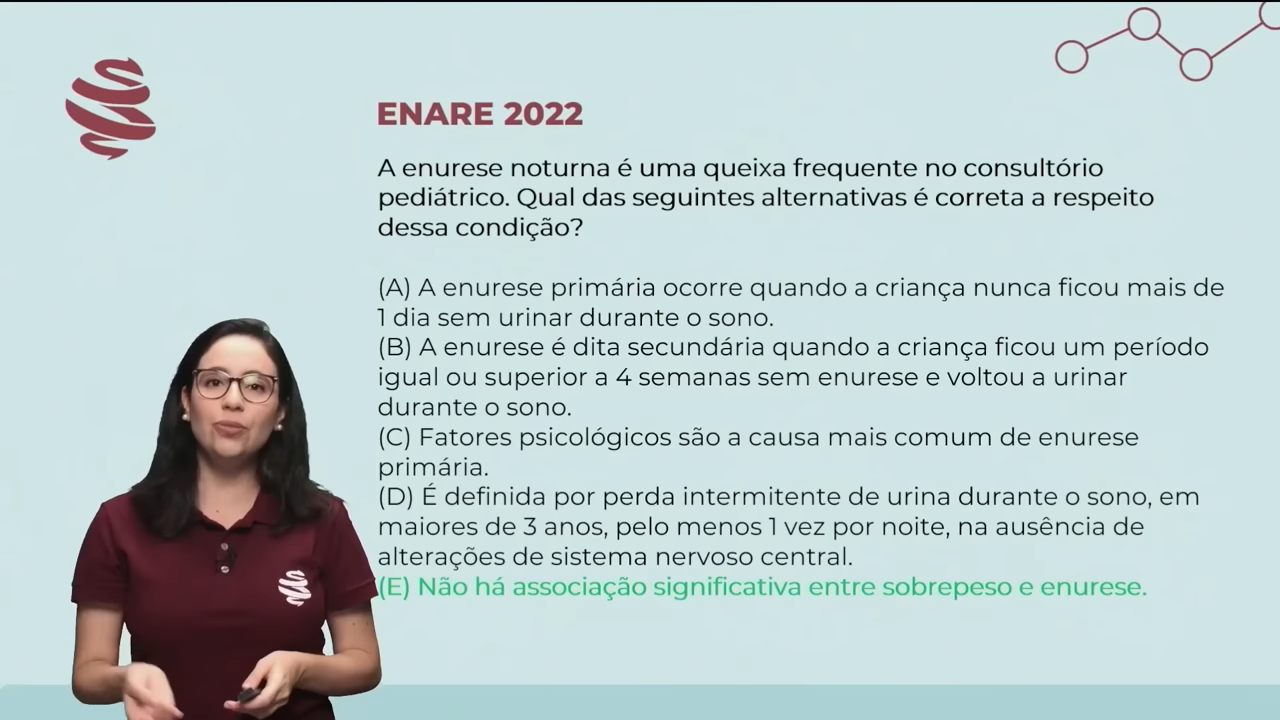 ENARE 2022
A enurese noturna é uma queixa frequente no consultório
pediátrico. Qual das seguintes alternativas é correta a respeito
dessa condição?
(A) A enurese primária ocorre quando a criança nunca ficou mais de
1 dia sem urinar durante o sono.
(B) A enurese é dita secundária quando a criança ficou um período
igual ou superior a 4 semanas sem enurese e voltou a urinar
durante o sono.
(C) Fatores psicológicos são a causa mais comum de enurese
primária.
(D) É definida por perda intermitente de urina durante o sono, em
maiores de 3 anos, pelo menos 1 vez por noite, na ausência de
alterações de sistema nervoso central.
(E) Não há associação significativa entre sobrepeso e enurese.